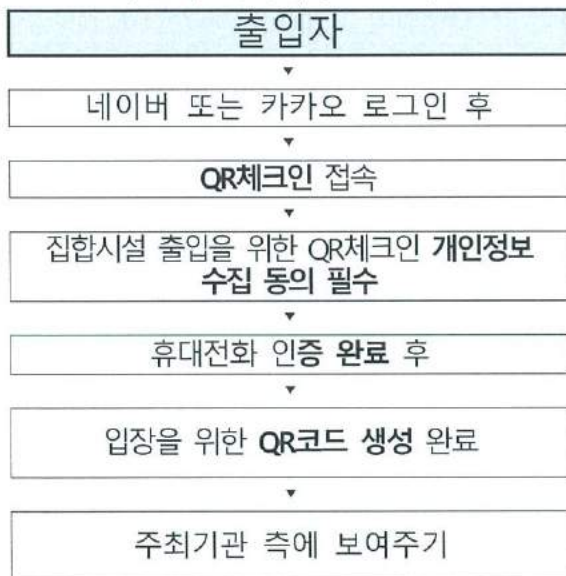 출입자
네이버 또는 카카오 로그인 후
QR체크인 접속
집합시설 출입을 위한 QR체크인 개인정보
수집 동의 필수
휴대전화 인증 완료 후
입장을 위한 QR코드 생성 완료
주최기관 측에 보여주기